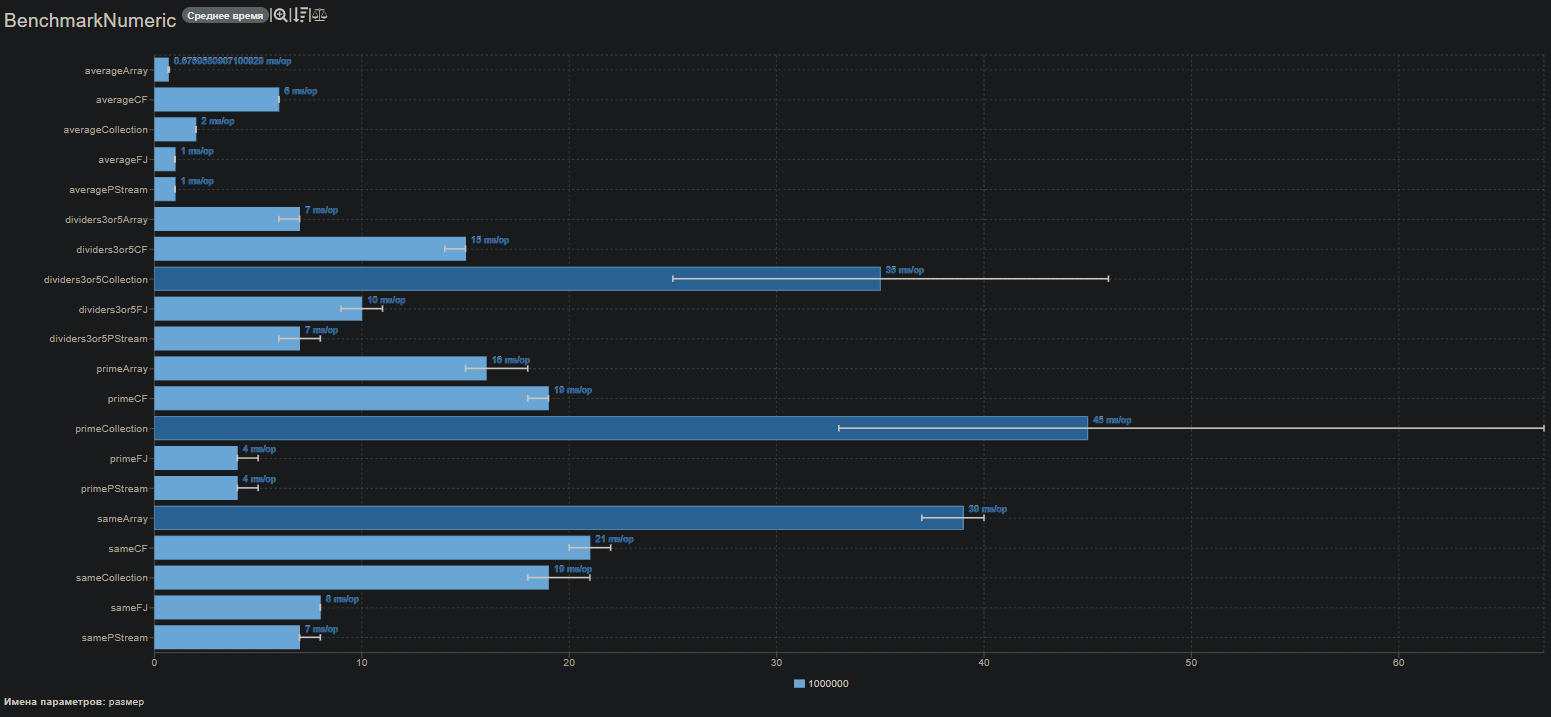 BenchmarkNumeric Среднее время
averageArray 0.6759580907100929 ms/op
averageCF 6 ms/op
averageCollection 2 ms/op
averageFJ 1 ms/op
averagePStream 1 ms/op
dividers3or5Array 7 ms/op
dividers3or5CF 15 ms/op
dividers3or5Collection 35 ms/op
dividers3or5FJ 10 ms/op
dividers3or5PStream 7 ms/op
primeArray 16 ms/op
primeCF 19 ms/op
primeCollection 45 ms/op
primeFJ 4 ms/op
primePStream 4 ms/op
sameArray 39 ms/op
sameCF 21 ms/op
sameCollection 19 ms/op
sameFJ 8 ms/op
samePStream 7 ms/op
0 10 20 30 40 50 60
1000000
Имена параметров: размер